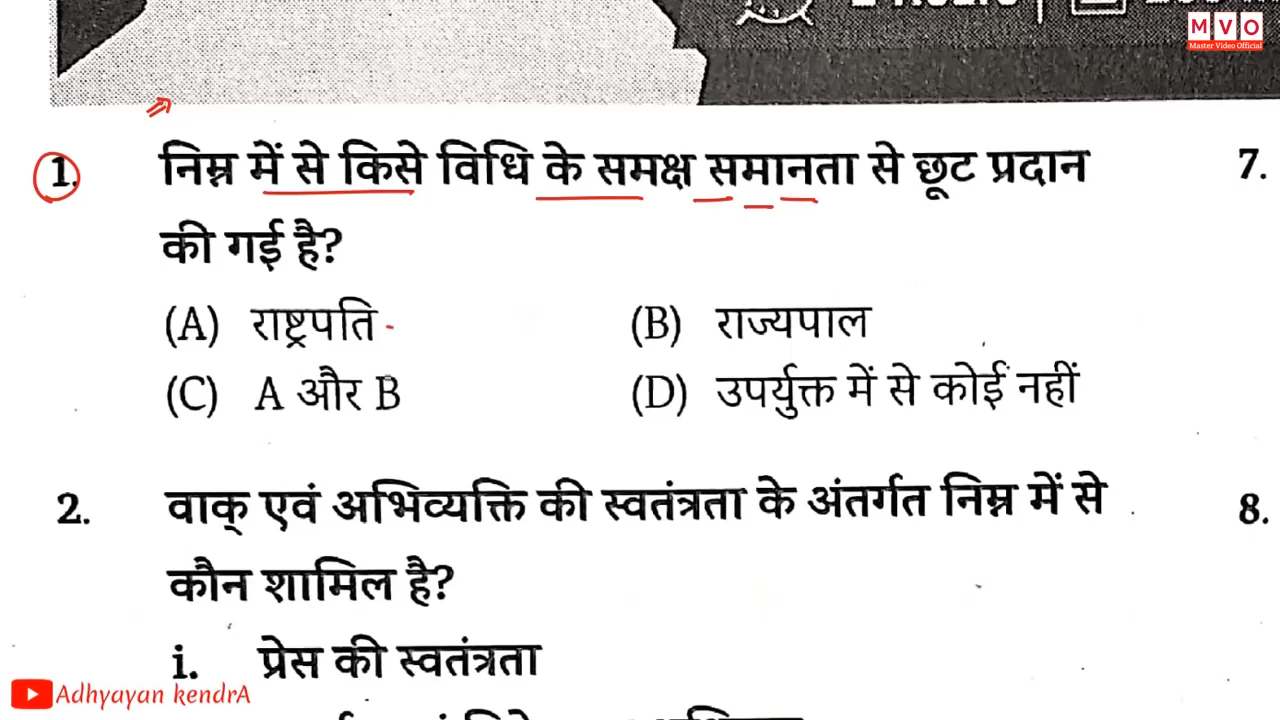 M V O
Master Video Official
1. निम्न में से किसे विधि के समक्ष समानता से छूट प्रदान
की गई है?
(A) राष्ट्रपति
(B) राज्यपाल
(C) A और B
(D) उपर्युक्त में से कोई नहीं
2. वाक् एवं अभिव्यक्ति की स्वतंत्रता के अंतर्गत निम्न में से
कौन शामिल है?
i. प्रेस की स्वतंत्रता
7.
8.
Adhyayan kendrA